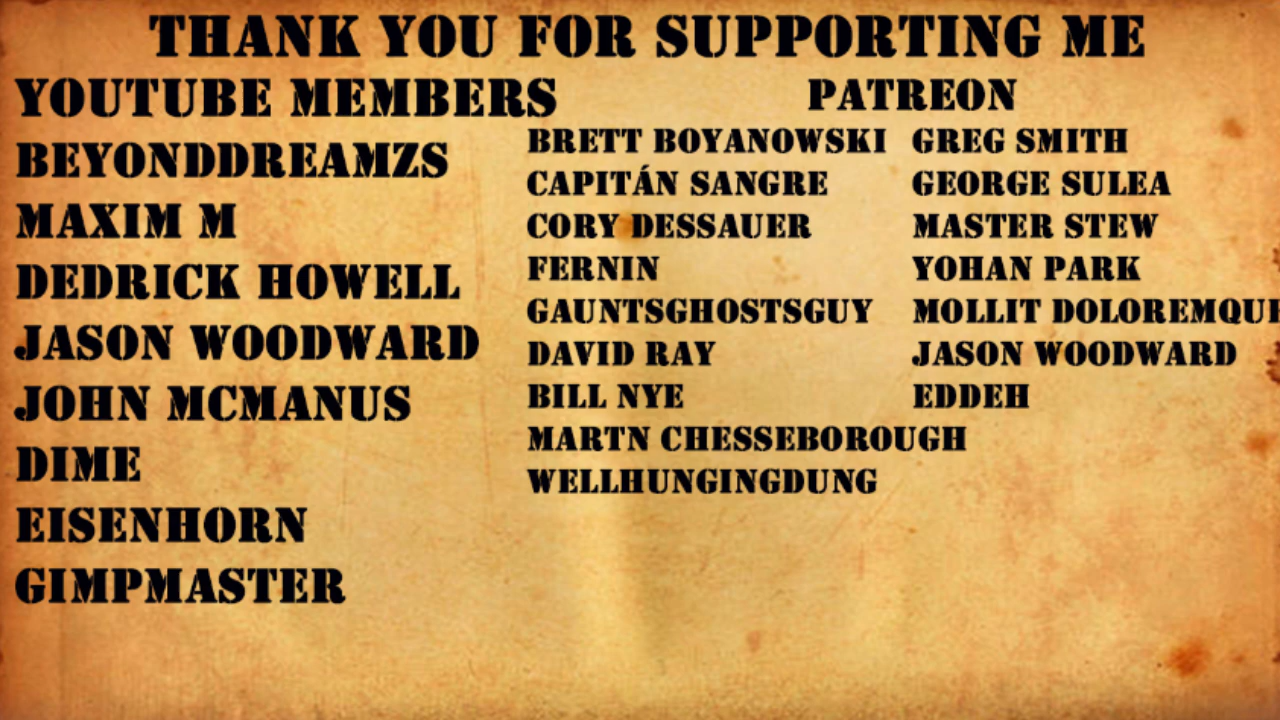 THANK YOU FOR SUPPORTING ME
YOUTUBE MEMBERS
BEYONDDREAMZS
MAXIM M
DEDRICK HOWELL
JASON WOODWARD
JOHN MCMANUS
DIME
EISENHORN
GIMPMASTER
PATREON
BRETT BOYANOWSKI
CAPITÁN SANGRE
CORY DESSAUER
FERNIN
GAUNTSGHOSTSGUY
DAVID RAY
BILL NYE
MARTN CHESSEBOROUGH
WELLHUNGINGDUNG
GREG SMITH
GEORGE SULEA
MASTER STEW
YOHAN PARK
MOLLIT DOLOREMQUE
JASON WOODWARD
EDDEH